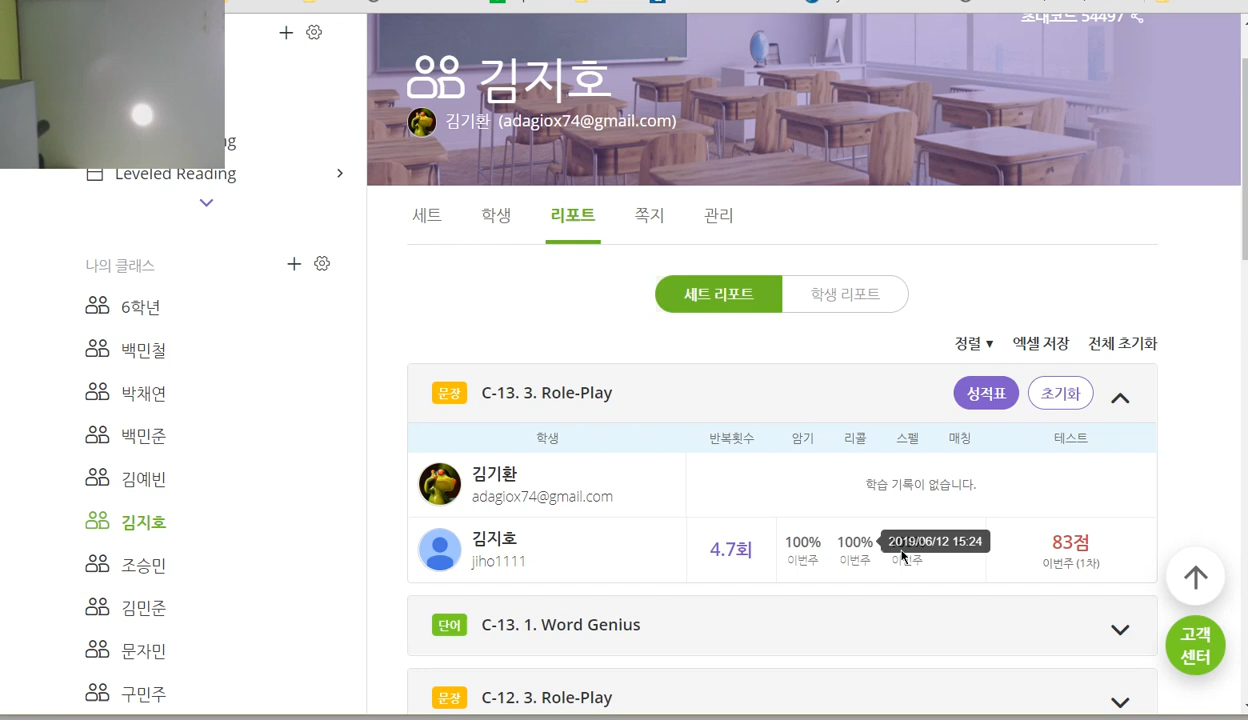 초대코드 54497
김지호
김기환 (adagiox74@gmail.com)
Leveled Reading
세트 학생 리포트 쪽지 관리
나의 클래스
6학년
백민철
박채연
백민준
김예빈
김지호
조승민
김민준
문자민
구민주
세트 리포트 학생 리포트
정렬 ▼ 엑셀 저장 전체 초기화
문장 C-13. 3. Role-Play 성적표 초기화
학생 반복횟수 암기 리콜 스펠 매칭 테스트
김기환
adagiox74@gmail.com
학습 기록이 없습니다.
김지호
jiho1111
4.7회
100% 100% 2019/06/12 15:24 83점
이번주 이번주 이번주 이번주 (1차)
단어 C-13. 1. Word Genius
문장 C-12. 3. Role-Play
고객
센터